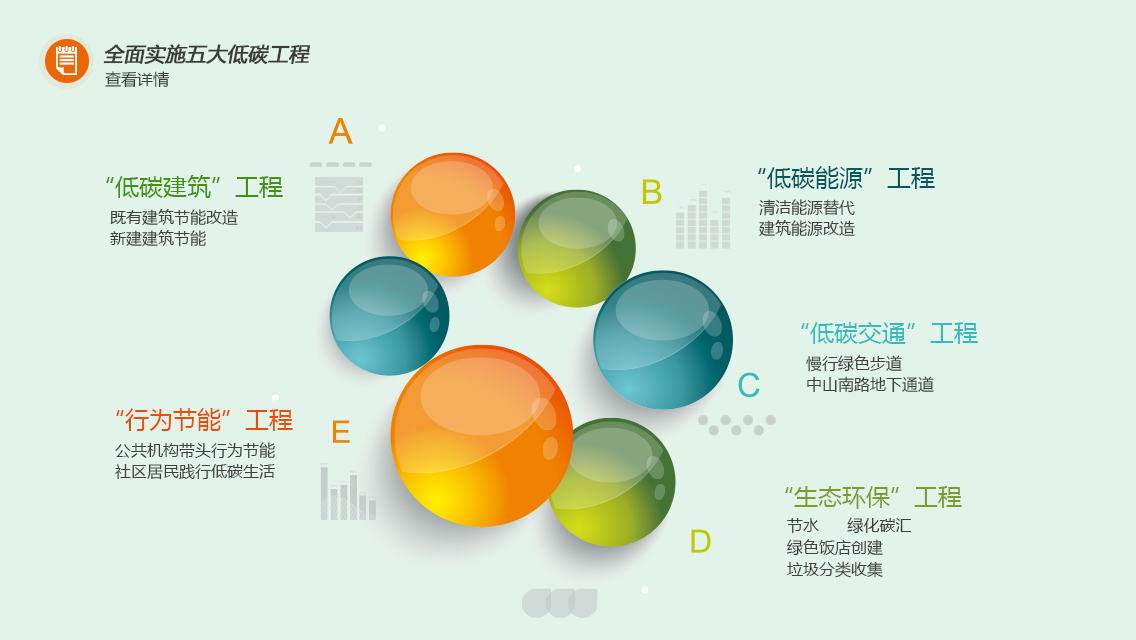 全面实施五大低碳工程
查看详情
A
“低碳建筑”工程
既有建筑节能改造
新建建筑节能
B
“低碳能源”工程
清洁能源替代
建筑能源改造
C
“低碳交通”工程
慢行绿色步道
中山南路地下通道
D
“生态环保”工程
节水 绿化碳汇
绿色饭店创建
垃圾分类收集
E
“行为节能”工程
公共机构带头行为节能
社区居民践行低碳生活